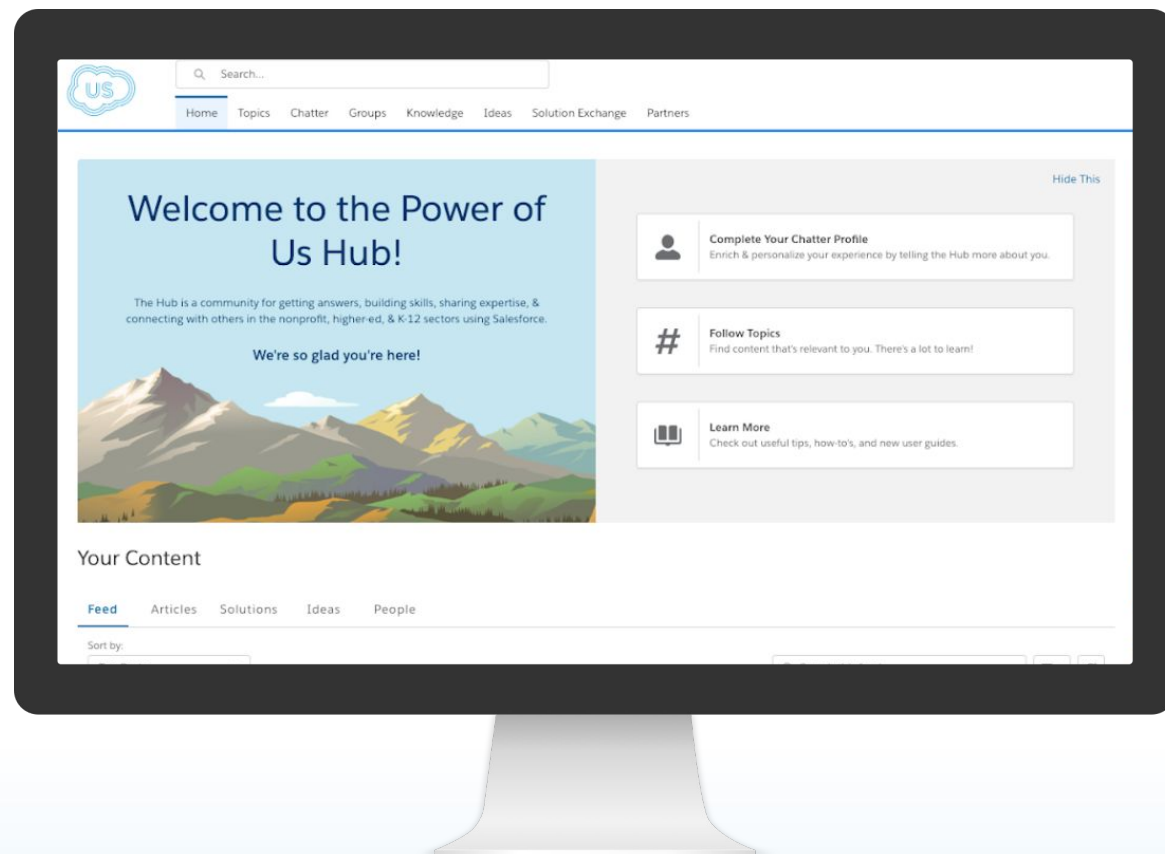 US
Search...
Home Topics Chatter Groups Knowledge Ideas Solution Exchange Partners
Welcome to the Power of
Us Hub!
The Hub is a community for getting answers, building skills, sharing expertise, &
connecting with others in the nonprofit, higher-ed, & K-12 sectors using Salesforce.
We're so glad you're here!
Hide This
Complete Your Chatter Profile
Enrich & personalize your experience by telling the Hub more about you.
Follow Topics
Find content that's relevant to you. There's a lot to learn!
Learn More
Check out useful tips, how-to's, and new user guides.
Your Content
Feed Articles Solutions Ideas People
Sort by: